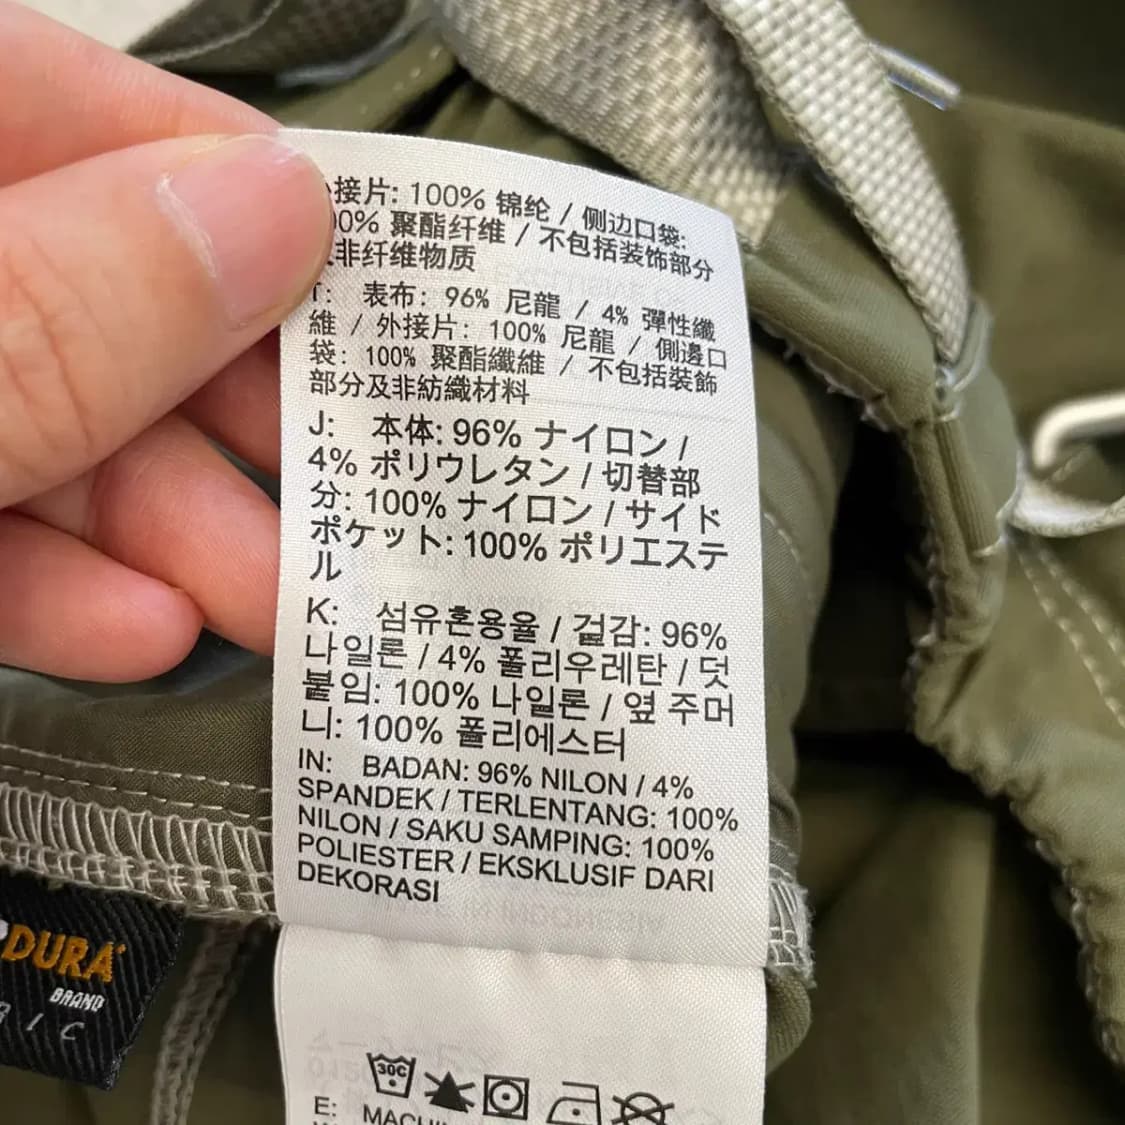 接片: 100% 锦纶 / 侧边口袋:
00% 聚酯纤维 / 不包括装饰部分
非纤维物质
T: 表布: 96% 尼龍 / 4% 彈性纖
維 / 外接片: 100% 尼龍 / 側邊口
袋: 100% 聚酯纖維 / 不包括裝飾
部分及非紡織材料
J: 本体: 96% ナイロン /
4% ポリウレタン / 切替部
分: 100% ナイロン / サイド
ポケット: 100% ポリエステ
ル
K: 섬유혼용율 / 겉감: 96%
나일론 / 4% 폴리우레탄 / 덧
붙임: 100% 나일론 / 옆 주머
니: 100% 폴리에스터
IN: BADAN: 96% NILON / 4%
SPANDEK / TERLENTANG: 100%
NILON / SAKU SAMPING: 100%
POLIESTER / EKSKLUSIF DARI
DEKORASI
DURA
BRAND
RIC
30C
E: MACHI